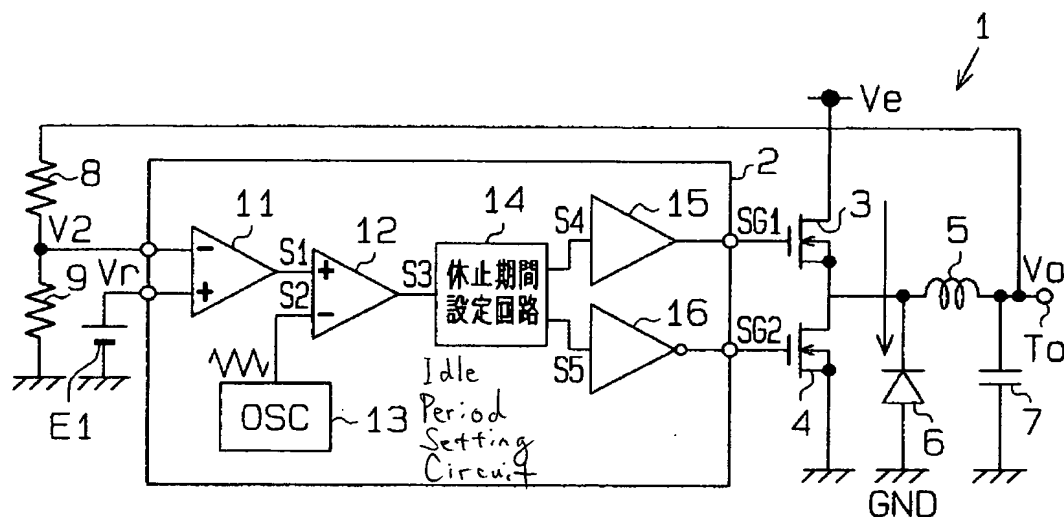 1
Ve
8
2
V2
11
12
14
S4
15
SG1
3
5
Vo
Vr
S1
S2
S3
休止期間
設定回路
9
16
SG2
To
S5
E1
OSC
13
Idle
Period
Setting
Circuit
4
6
7
GND